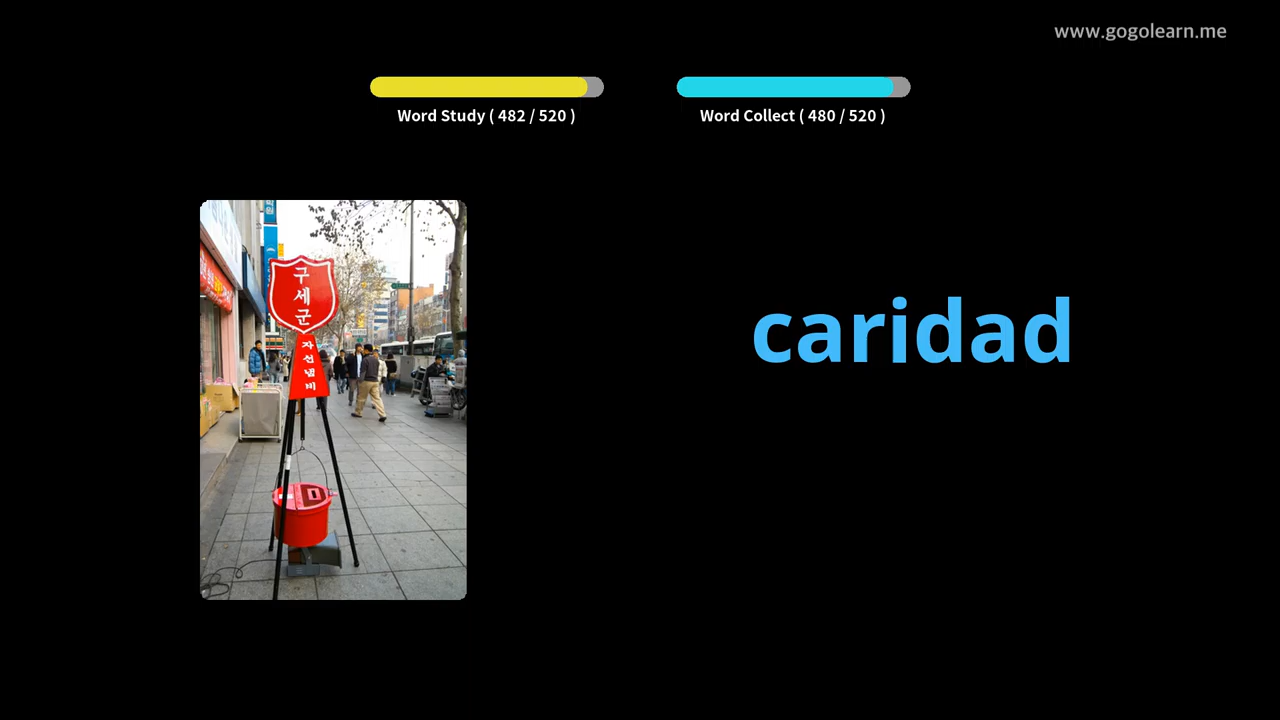 www.gogolearn.me
Word Study ( 482 / 520 )
Word Collect ( 480 / 520 )
구
세
군
자
선
냄
비
caridad